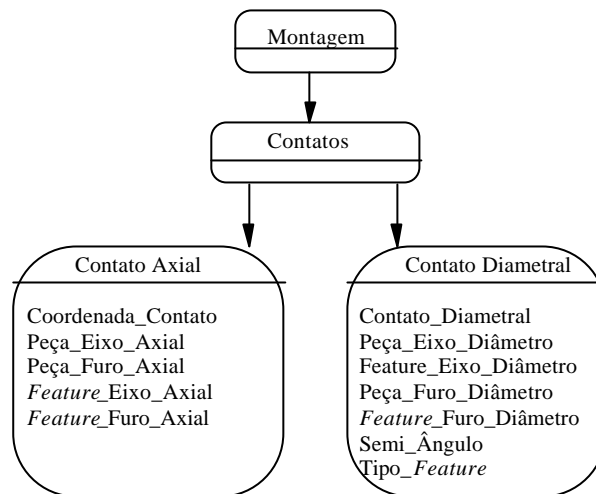 Montagem
Contatos
Contato Axial
Coordenada_Contato
Peça_Eixo_Axial
Peça_Furo_Axial
Feature_Eixo_Axial
Feature_Furo_Axial
Contato Diametral
Contato_Diametral
Peça_Eixo_Diâmetro
Feature_Eixo_Diâmetro
Peça_Furo_Diâmetro
Feature_Furo_Diâmetro
Semi_Ângulo
Tipo_Feature